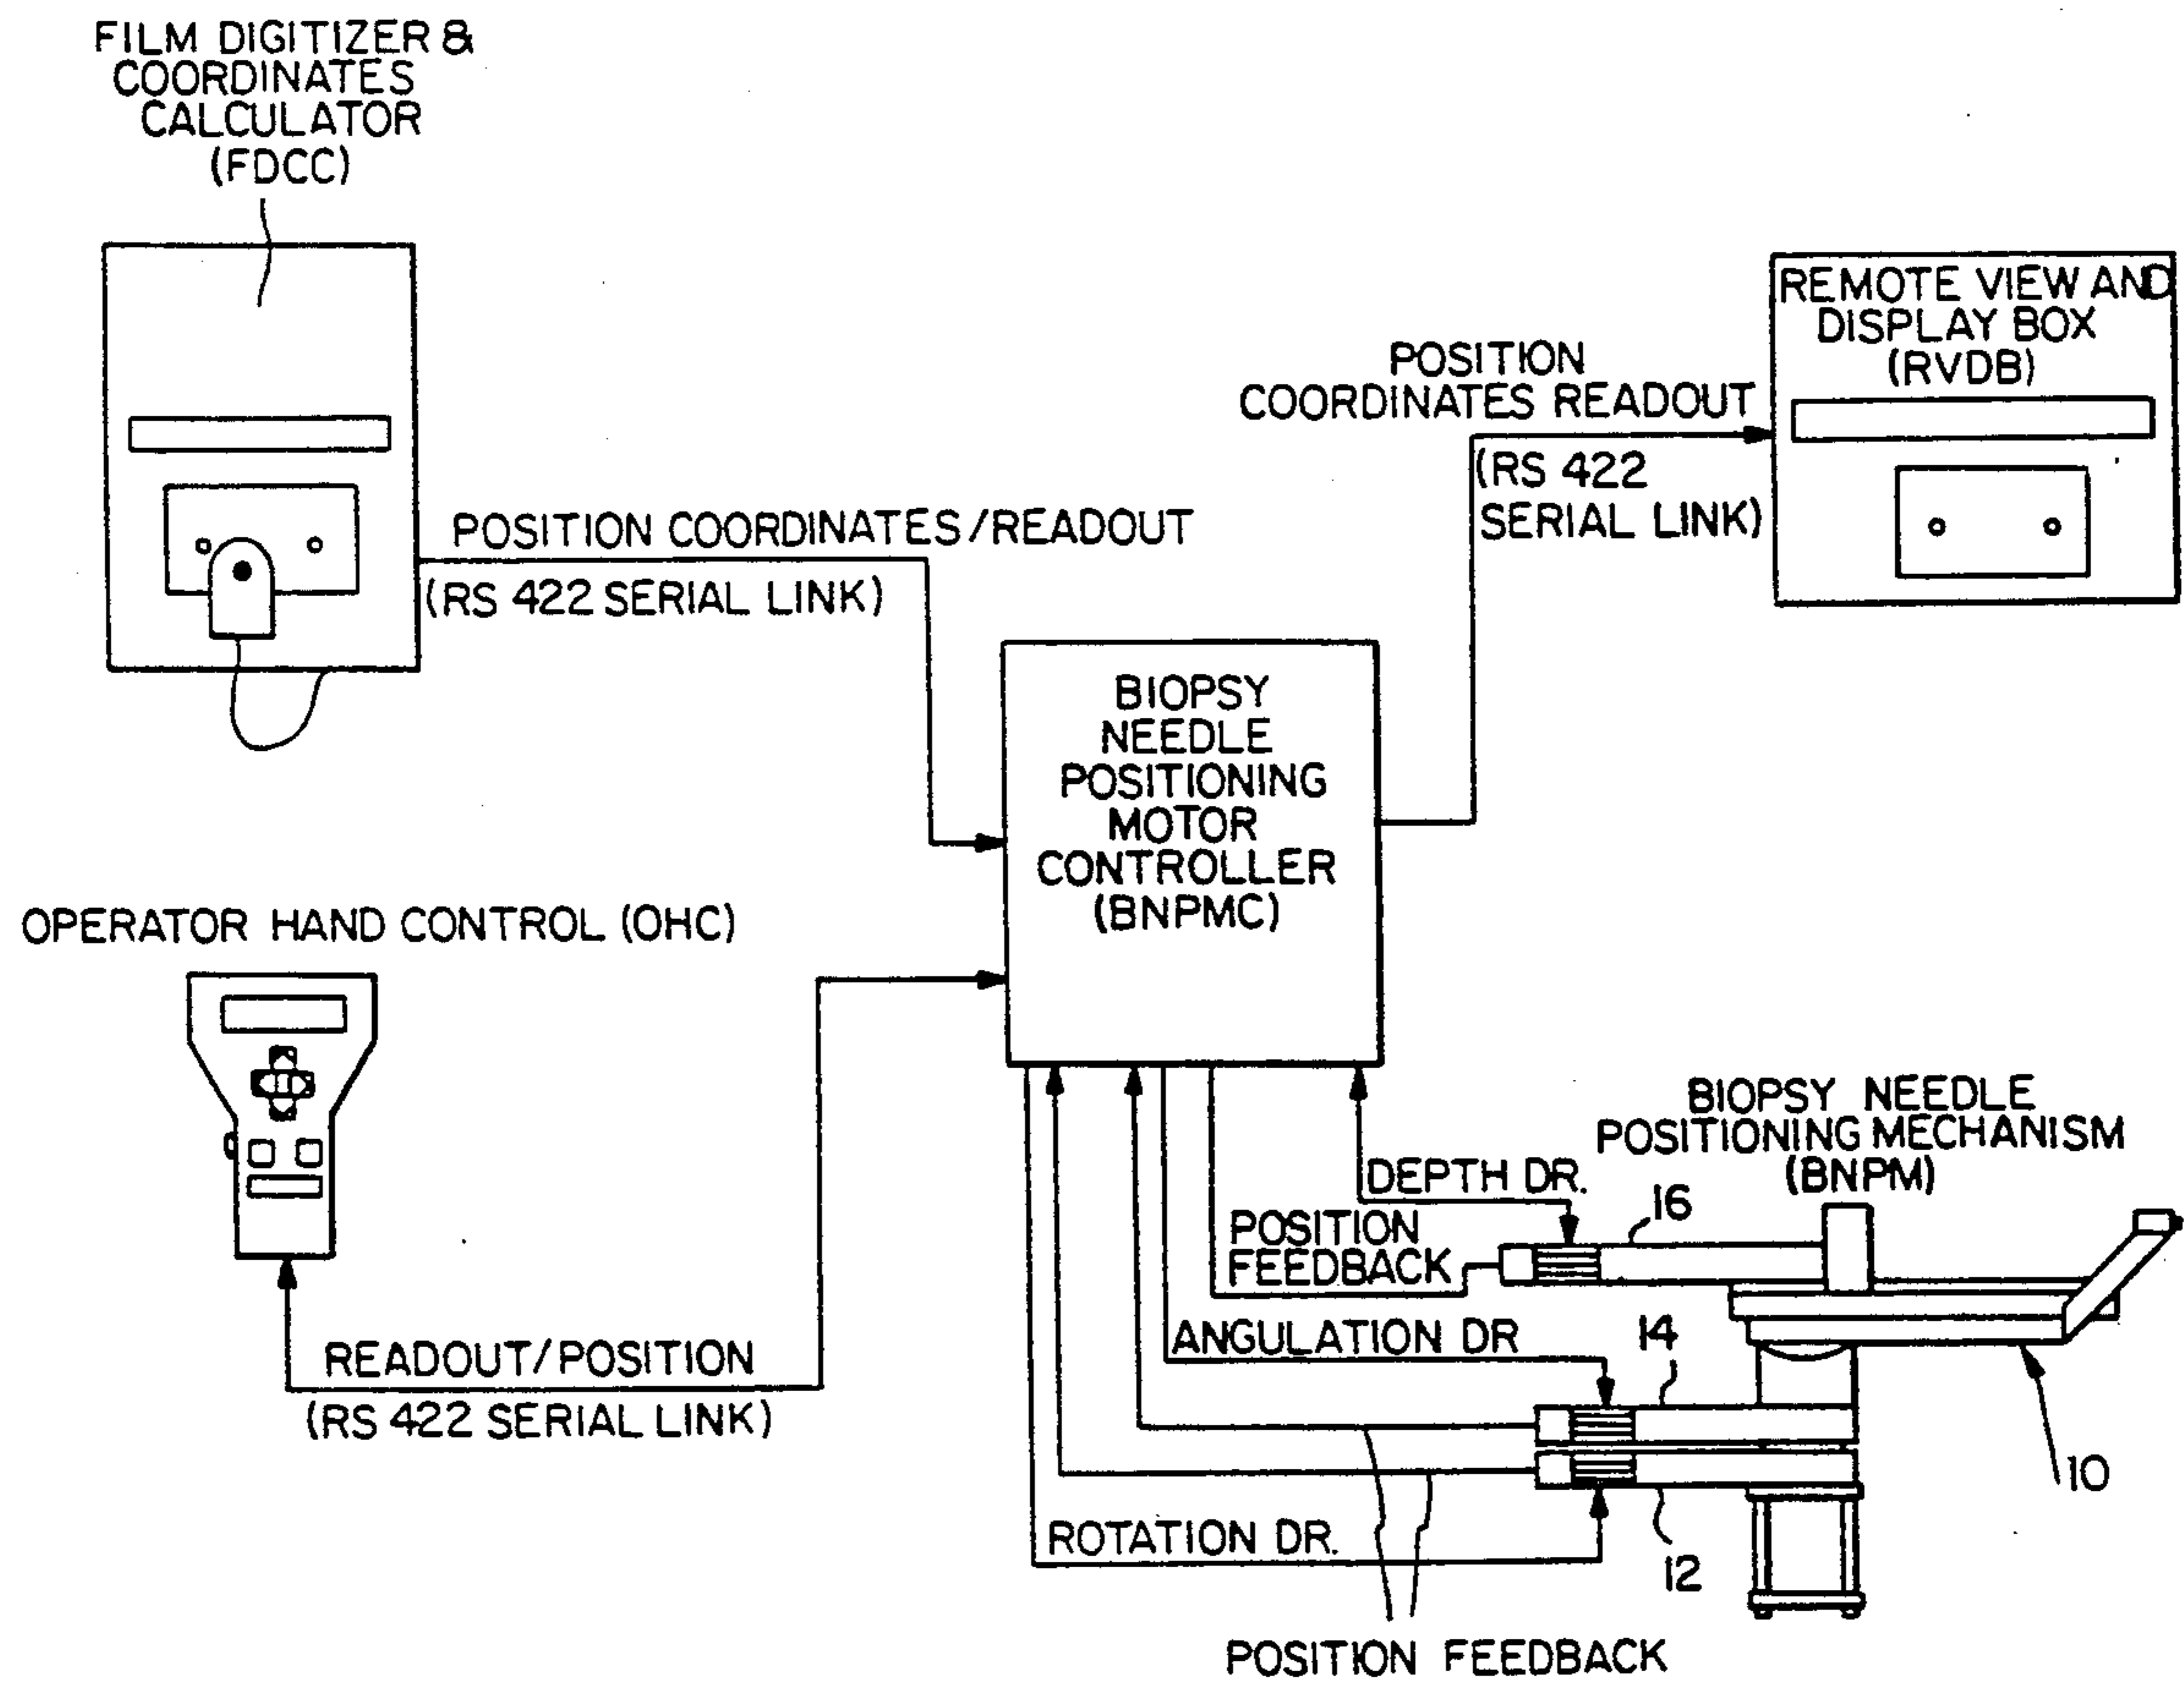 FILM DIGITIZER &
COORDINATES
CALCULATOR
(FDCC)
REMOTE VIEW AND
DISPLAY BOX
(RVDB)
POSITION
COORDINATES READOUT
(RS 422
SERIAL LINK)
POSITION COORDINATES/READOUT
(RS 422 SERIAL LINK)
BIOPSY
NEEDLE
POSITIONING
MOTOR
CONTROLLER
(BNPMC)
OPERATOR HAND CONTROL (OHC)
READOUT/POSITION
(RS 422 SERIAL LINK)
BIOPSY NEEDLE
POSITIONING MECHANISM
(BNPM)
DEPTH DR.
16
POSITION
FEEDBACK
ANGULATION DR
14
10
ROTATION DR.
12
POSITION FEEDBACK